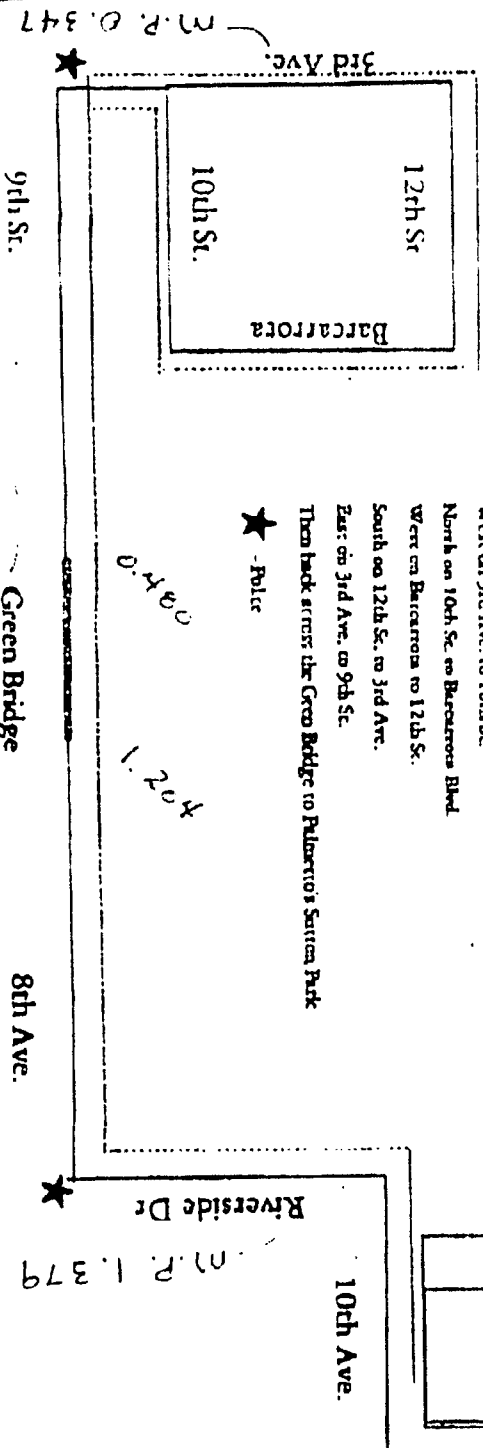 North on 10th St. to Barcarrota Blvd.
West on Barcarrota to 12th St.
South on 12th St. to 3rd Ave.
East on 3rd Ave. to 9th St.
Then back across the Green Bridge to Palmetto's Sutton Park
- Police
12th St
10th St.
3rd Ave.
Barcarrota
M.P. 0.347
9th St.
Green Bridge
8th Ave.
0.480
1.204
Riverside Dr
M.P. 1.379
10th Ave.